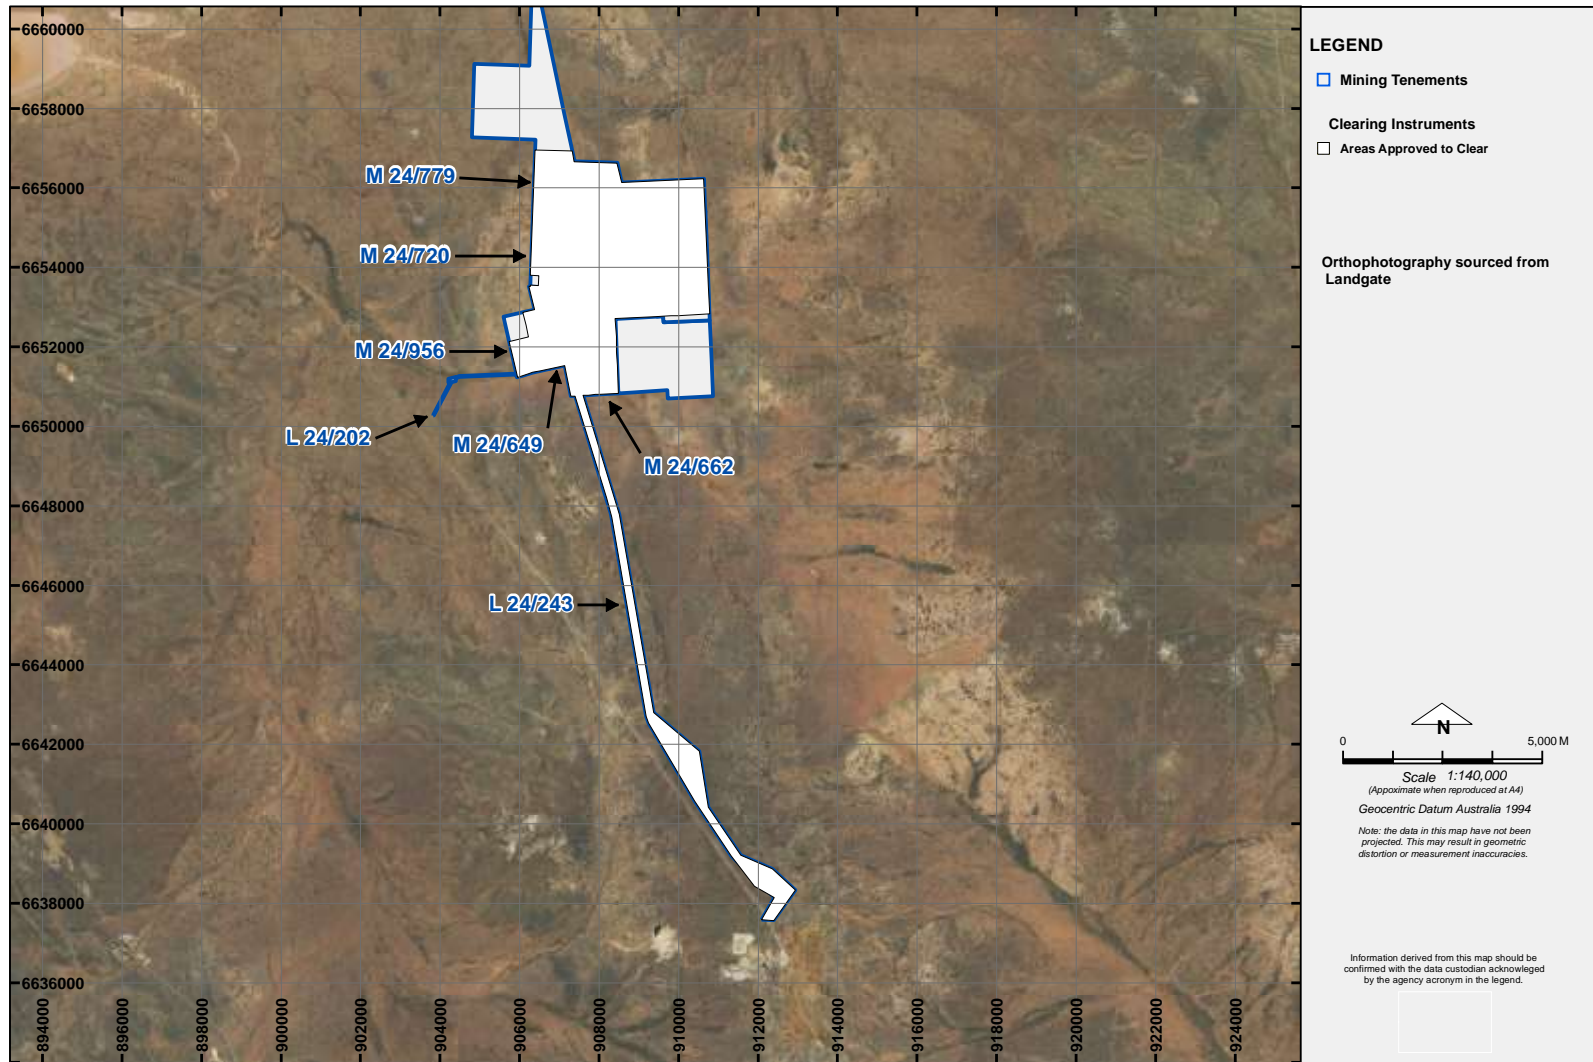 6660000
6658000
6656000
6654000
6652000
6650000
6648000
6646000
6644000
6642000
6640000
6638000
6636000
894000
896000
898000
900000
902000
904000
906000
908000
910000
912000
914000
916000
918000
920000
922000
924000
M 24/779
M 24/720
M 24/956
L 24/202
M 24/649
M 24/662
L 24/243
LEGEND
Mining Tenements
Clearing Instruments
Areas Approved to Clear
Orthophotography sourced from
Landgate
N
0 5,000 M
Scale 1:140,000
(Appoximate when reproduced at A4)
Geocentric Datum Australia 1994
Note: the data in this map have not been
projected. This may result in geometric
distortion or measurement inaccuracies.
Information derived from this map should be
confirmed with the data custodian acknowleged
by the agency acronym in the legend.